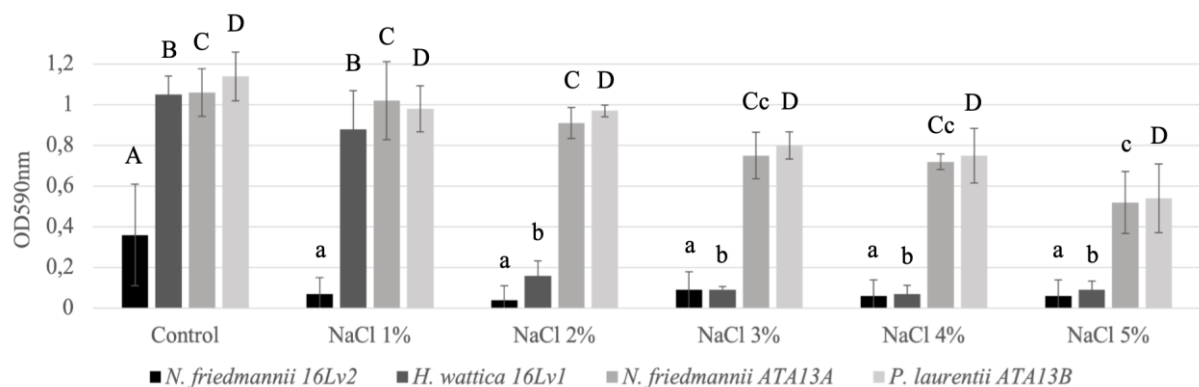 D
C
D
B
C
B
C
D
1,2
Cc
D
Cc
D
1
c
D
0,8
A
0,6
0,4
b
a
a
a
b
a
b
a
b
0,2
0
OD590nm
Control
NaCl 1%
NaCl 2%
NaCl 3%
NaCl 4%
NaCl 5%
N. friedmannii 16Lv2
H. wattica 16Lv1
N. friedmannii ATA13A
P. laurentii ATA13B